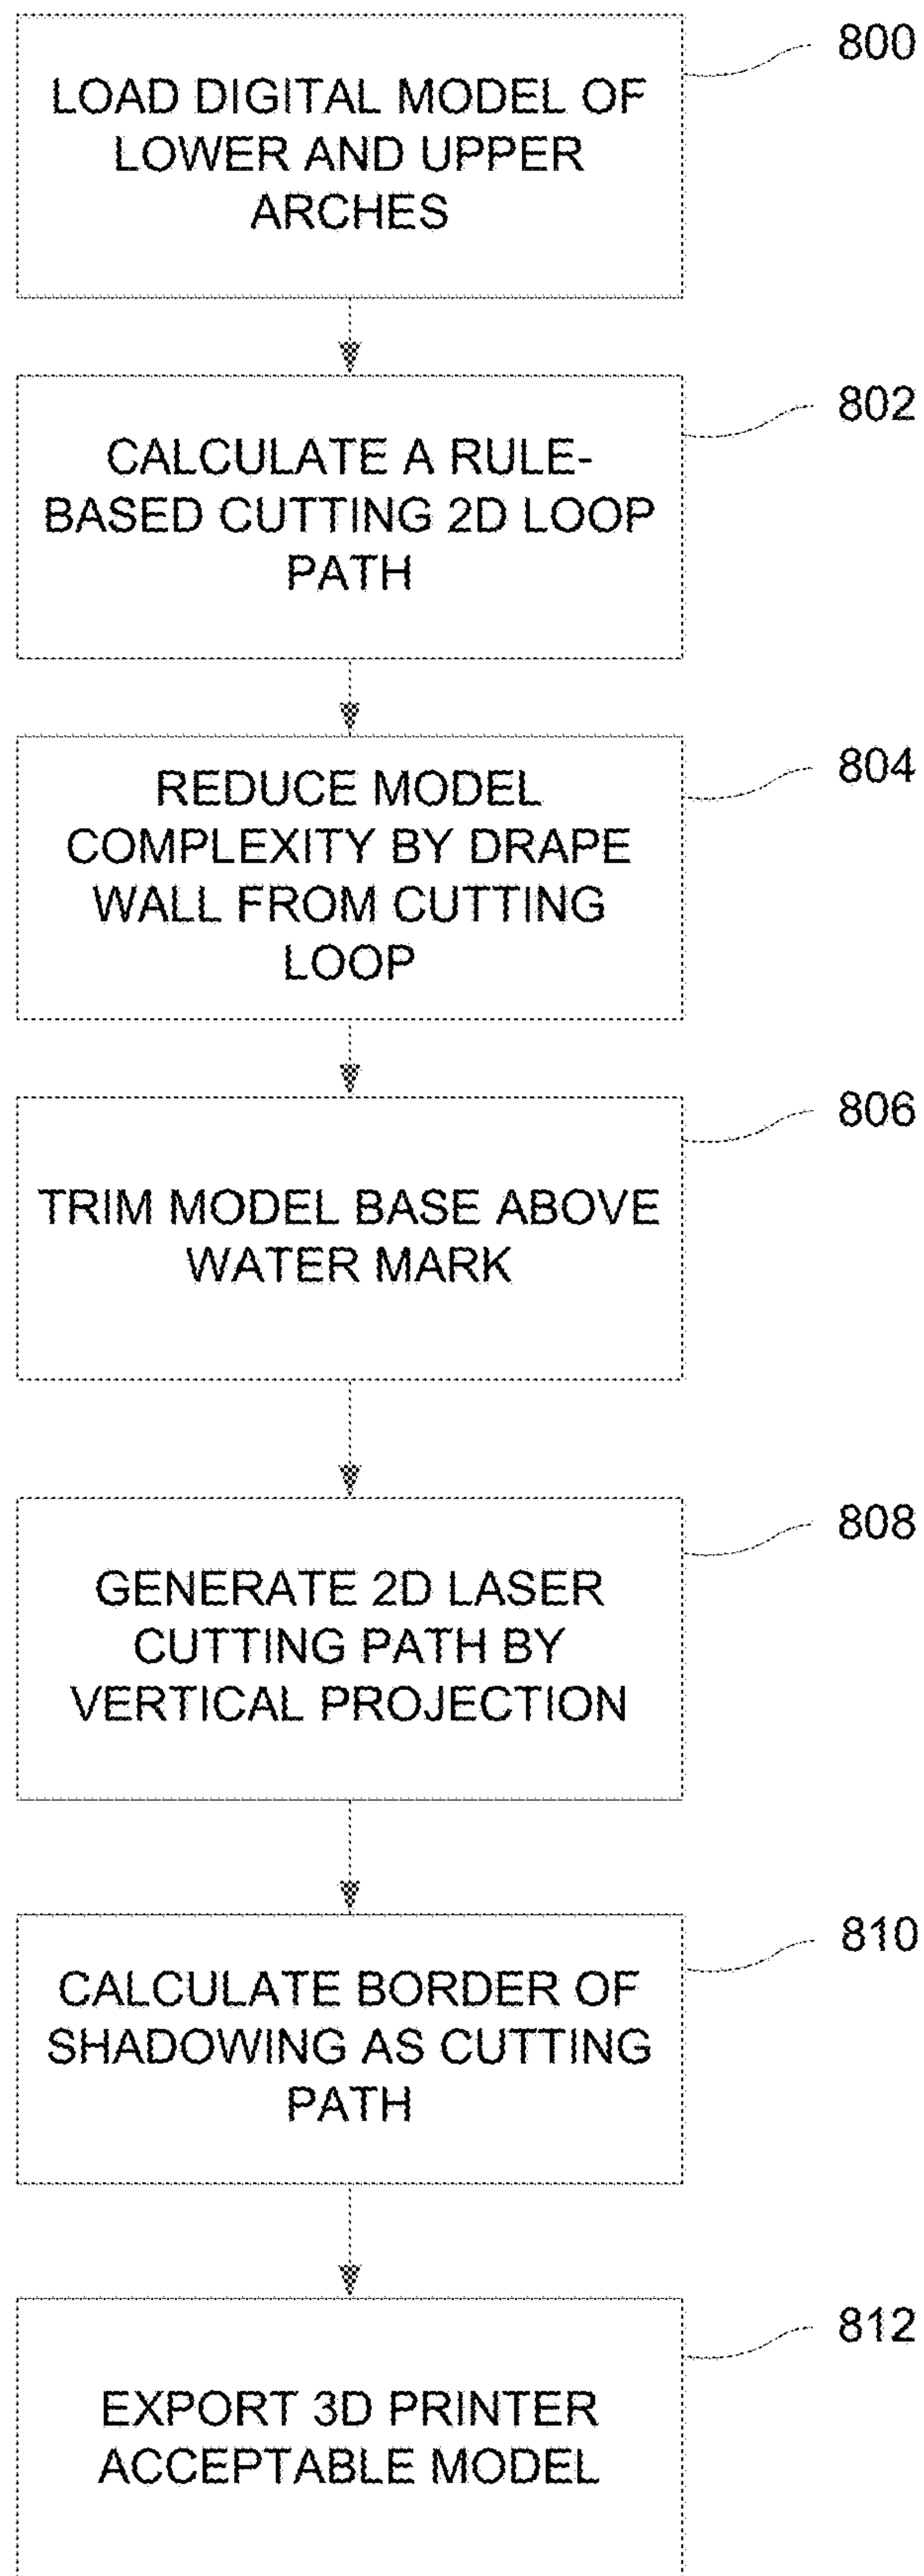 800
LOAD DIGITAL MODEL OF
LOWER AND UPPER
ARCHES
802
CALCULATE A RULE-
BASED CUTTING 2D LOOP
PATH
804
REDUCE MODEL
COMPLEXITY BY DRAPE
WALL FROM CUTTING
LOOP
806
TRIM MODEL BASE ABOVE
WATER MARK
808
GENERATE 2D LASER
CUTTING PATH BY
VERTICAL PROJECTION
810
CALCULATE BORDER OF
SHADOWING AS CUTTING
PATH
812
EXPORT 3D PRINTER
ACCEPTABLE MODEL